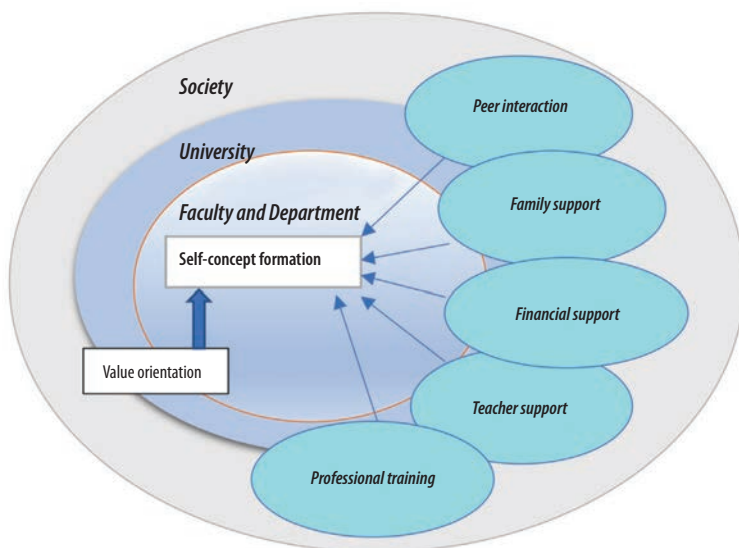 Society
Peer interaction
University
Family support
Faculty and Department
Self-concept formation
Financial support
Value orientation
Teacher support
Professional training